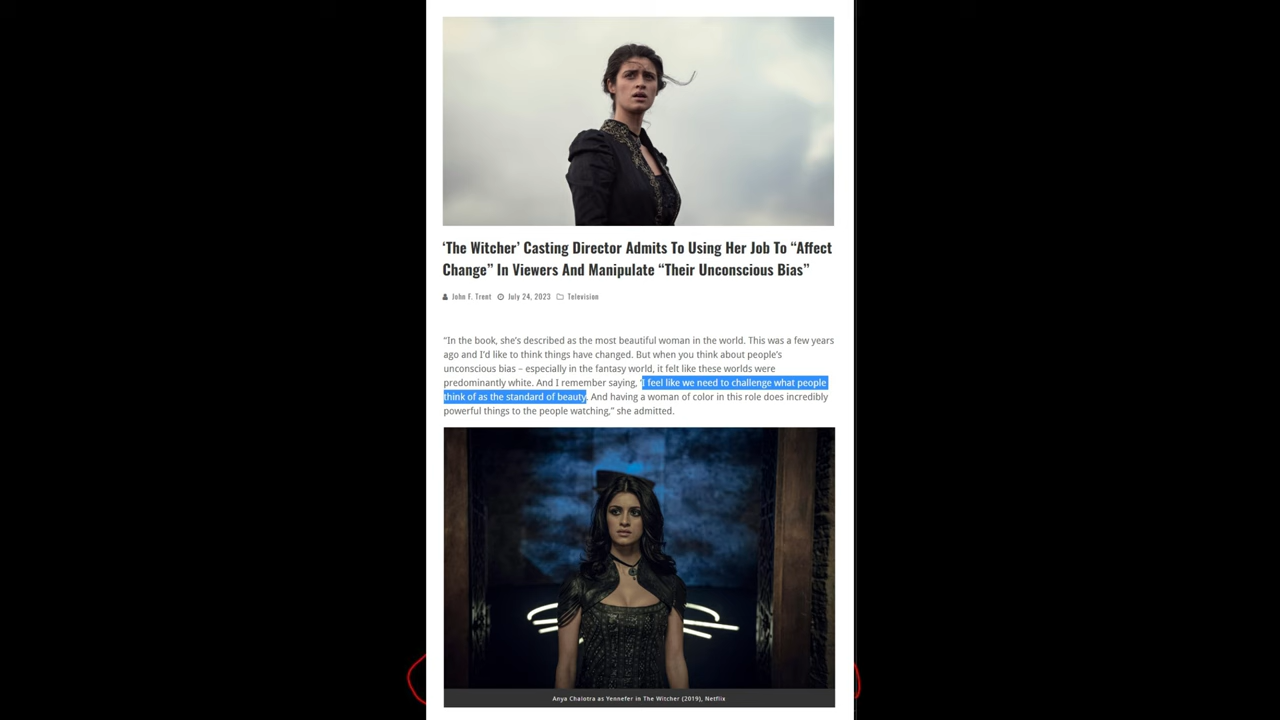 ‘The Witcher’ Casting Director Admits To Using Her Job To “Affect
Change” In Viewers And Manipulate “Their Unconscious Bias”
John F. Trent July 24, 2023 Television
“In the book, she’s described as the most beautiful woman in the world. This was a few years
ago and I’d like to think things have changed. But when you think about people’s
unconscious bias – especially in the fantasy world, it felt like these worlds were
predominantly white. And I remember saying, ‘I feel like we need to challenge what people
think of as the standard of beauty. And having a woman of color in this role does incredibly
powerful things to the people watching,” she admitted.
Anya Chalotra as Yennefer in The Witcher (2019), Netflix